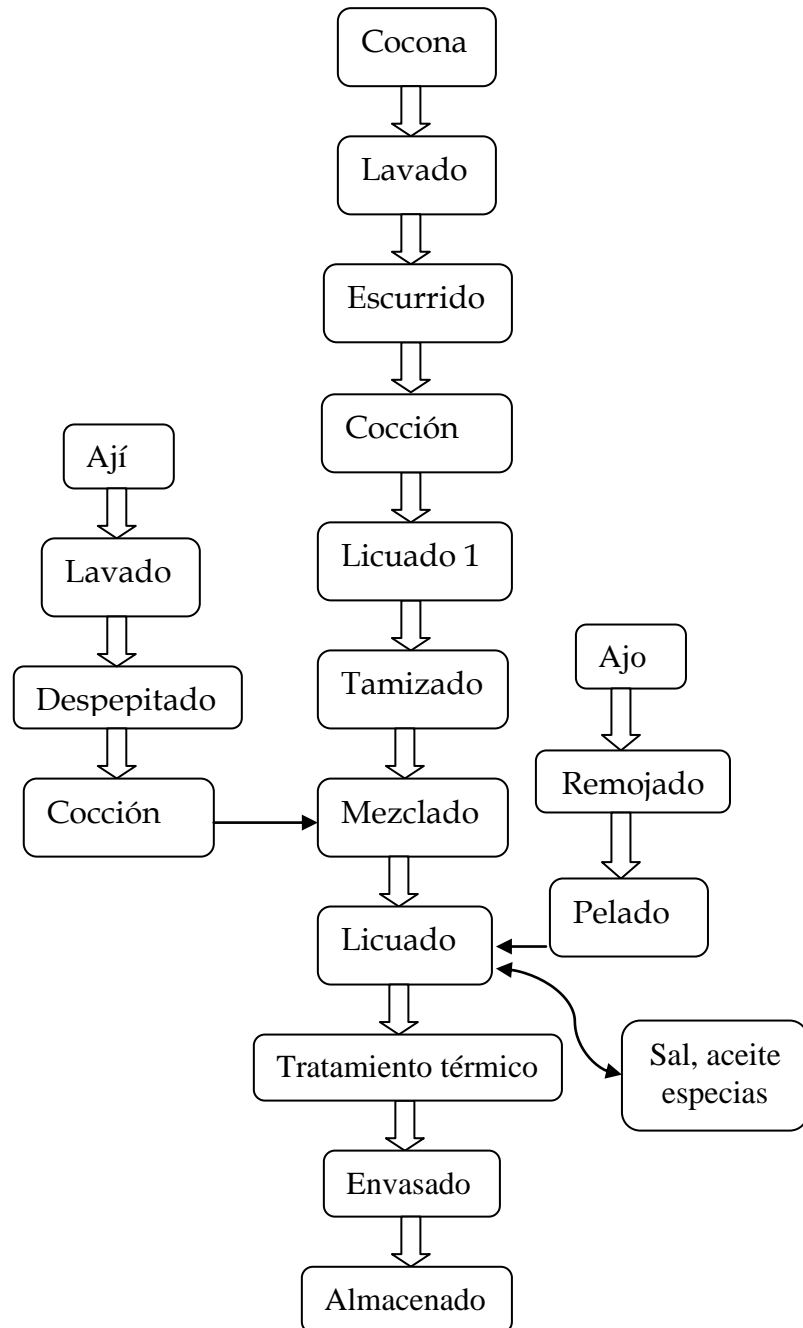 Cocona
Lavado
Escurrido
Cocción
Ají
Licuado 1
Lavado
Ajo
Tamizado
Despepitado
Remojado
Cocción
Mezclado
Pelado
Licuado
Sal, aceite
especias
Tratamiento térmico
Envasado
Almacenado